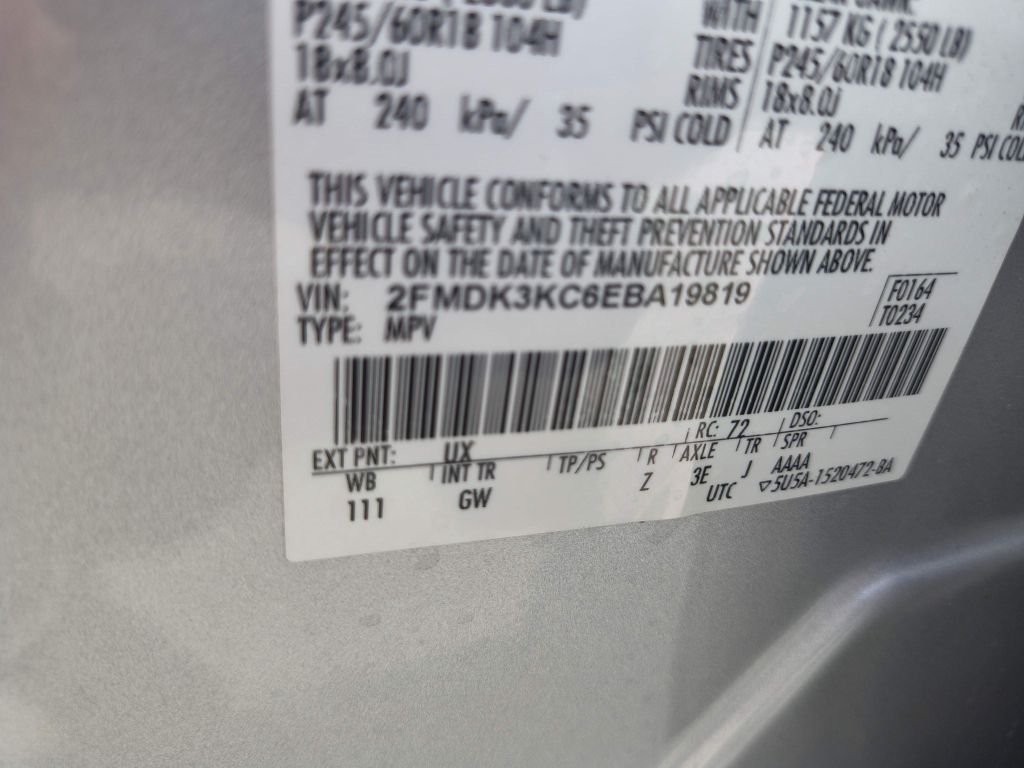 P245/60R18 104H
18x8.0J
AT 240 kPa/ 35 PSI COLD
WITH 1157 KG ( 2550 LB)
TIRES P245/60R18 104H
RIMS 18x8.0J
AT 240 kPa/ 35 PSI COLD
THIS VEHICLE CONFORMS TO ALL APPLICABLE FEDERAL MOTOR
VEHICLE SAFETY AND THEFT PREVENTION STANDARDS IN
EFFECT ON THE DATE OF MANUFACTURE SHOWN ABOVE.
VIN: 2FMDK3KC6EBA19819
TYPE: MPV
F0164
T0234
RC: 72 DSO:
EXT PNT: UX
WB INT TR TP/PS R AXLE TR SPR
111 GW Z 3E J AAAA
UTC ▽5U5A-1520472-BA